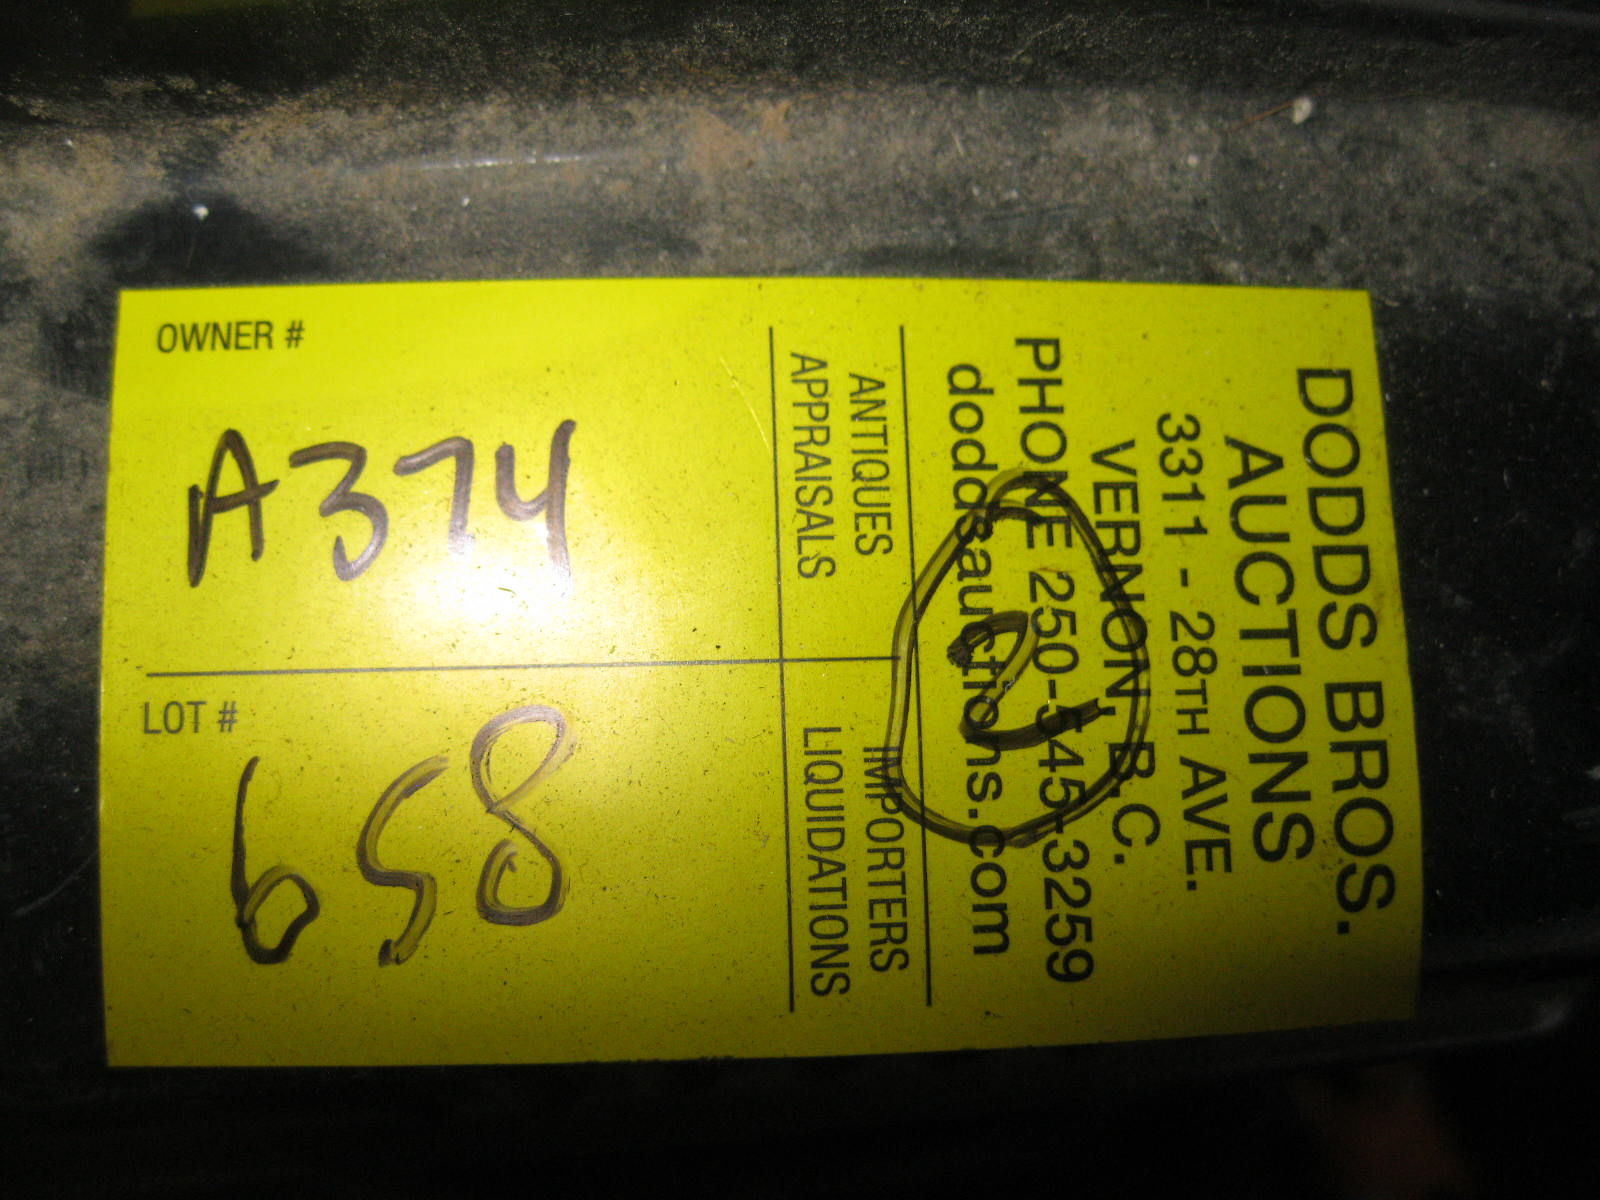 DODDS BROS.
AUCTIONS
3311 - 28TH AVE.
VERNON, B.C.
PHONE 250-545-3259
doddsauctions.com
2
ANTIQUES
APPRAISALS
IMPORTERS
LIQUIDATIONS
OWNER #
A374
LOT #
658